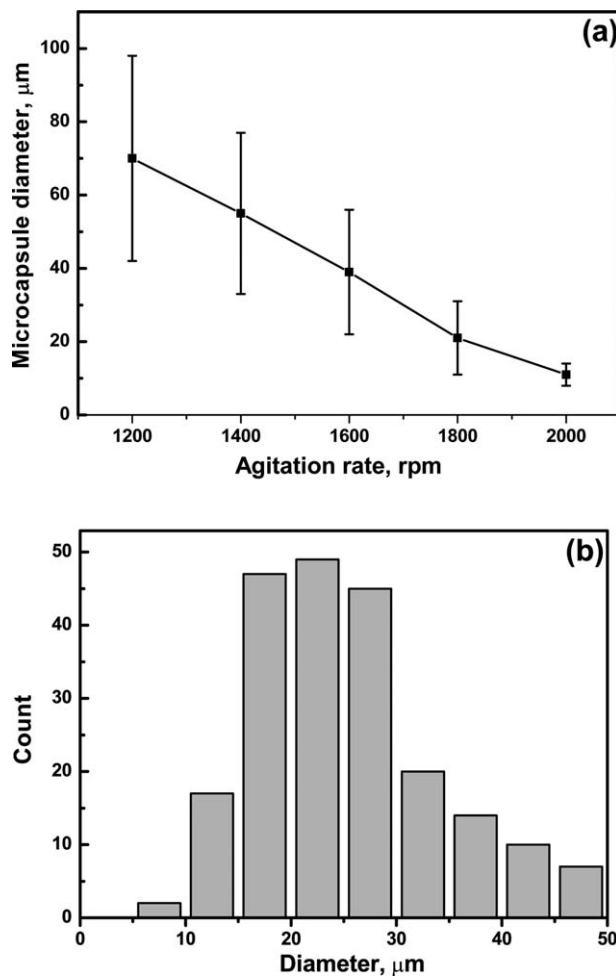 (a)
100
80
60
40
20
0
Microcapsule diameter, μm
1200 1400 1600 1800 2000
Agitation rate, rpm
(b)
50
40
30
20
10
0
Count
0 10 20 30 40 50
Diameter, μm